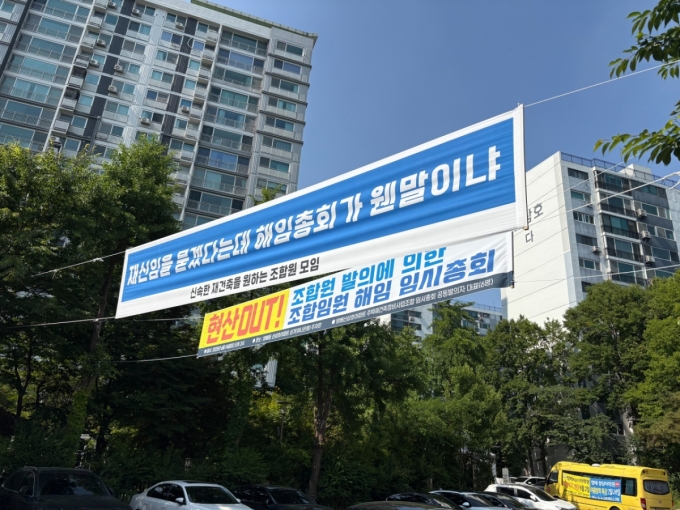 재신임을 묻겠다는데 해임총회가 웬말이냐
신속한 재건축을 원하는 조합원 모임
현산OUT! 조합원 발의에 의한
조합임원 해임 임시총회